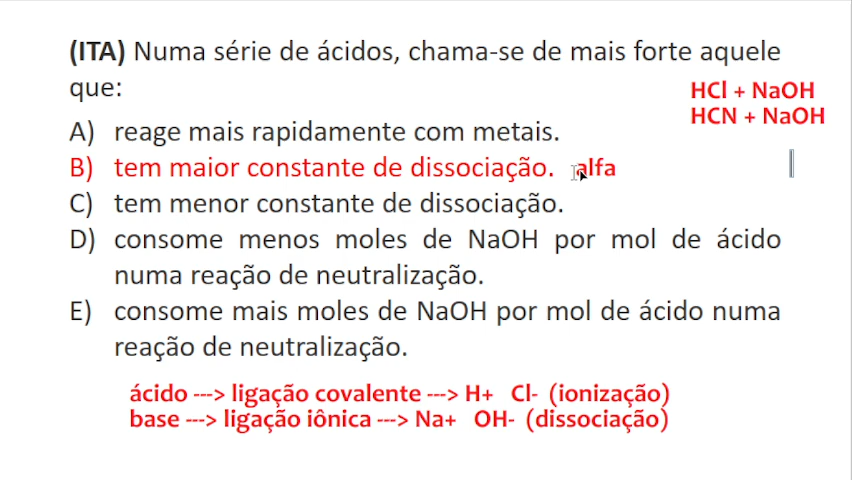 (ITA) Numa série de ácidos, chama-se de mais forte aquele
que:
HCl + NaOH
HCN + NaOH
A) reage mais rapidamente com metais.
B) tem maior constante de dissociação. alfa
C) tem menor constante de dissociação.
D) consome menos moles de NaOH por mol de ácido
numa reação de neutralização.
E) consome mais moles de NaOH por mol de ácido numa
reação de neutralização.
ácido ---> ligação covalente ---> H+ Cl- (ionização)
base ---> ligação iônica ---> Na+ OH- (dissociação)